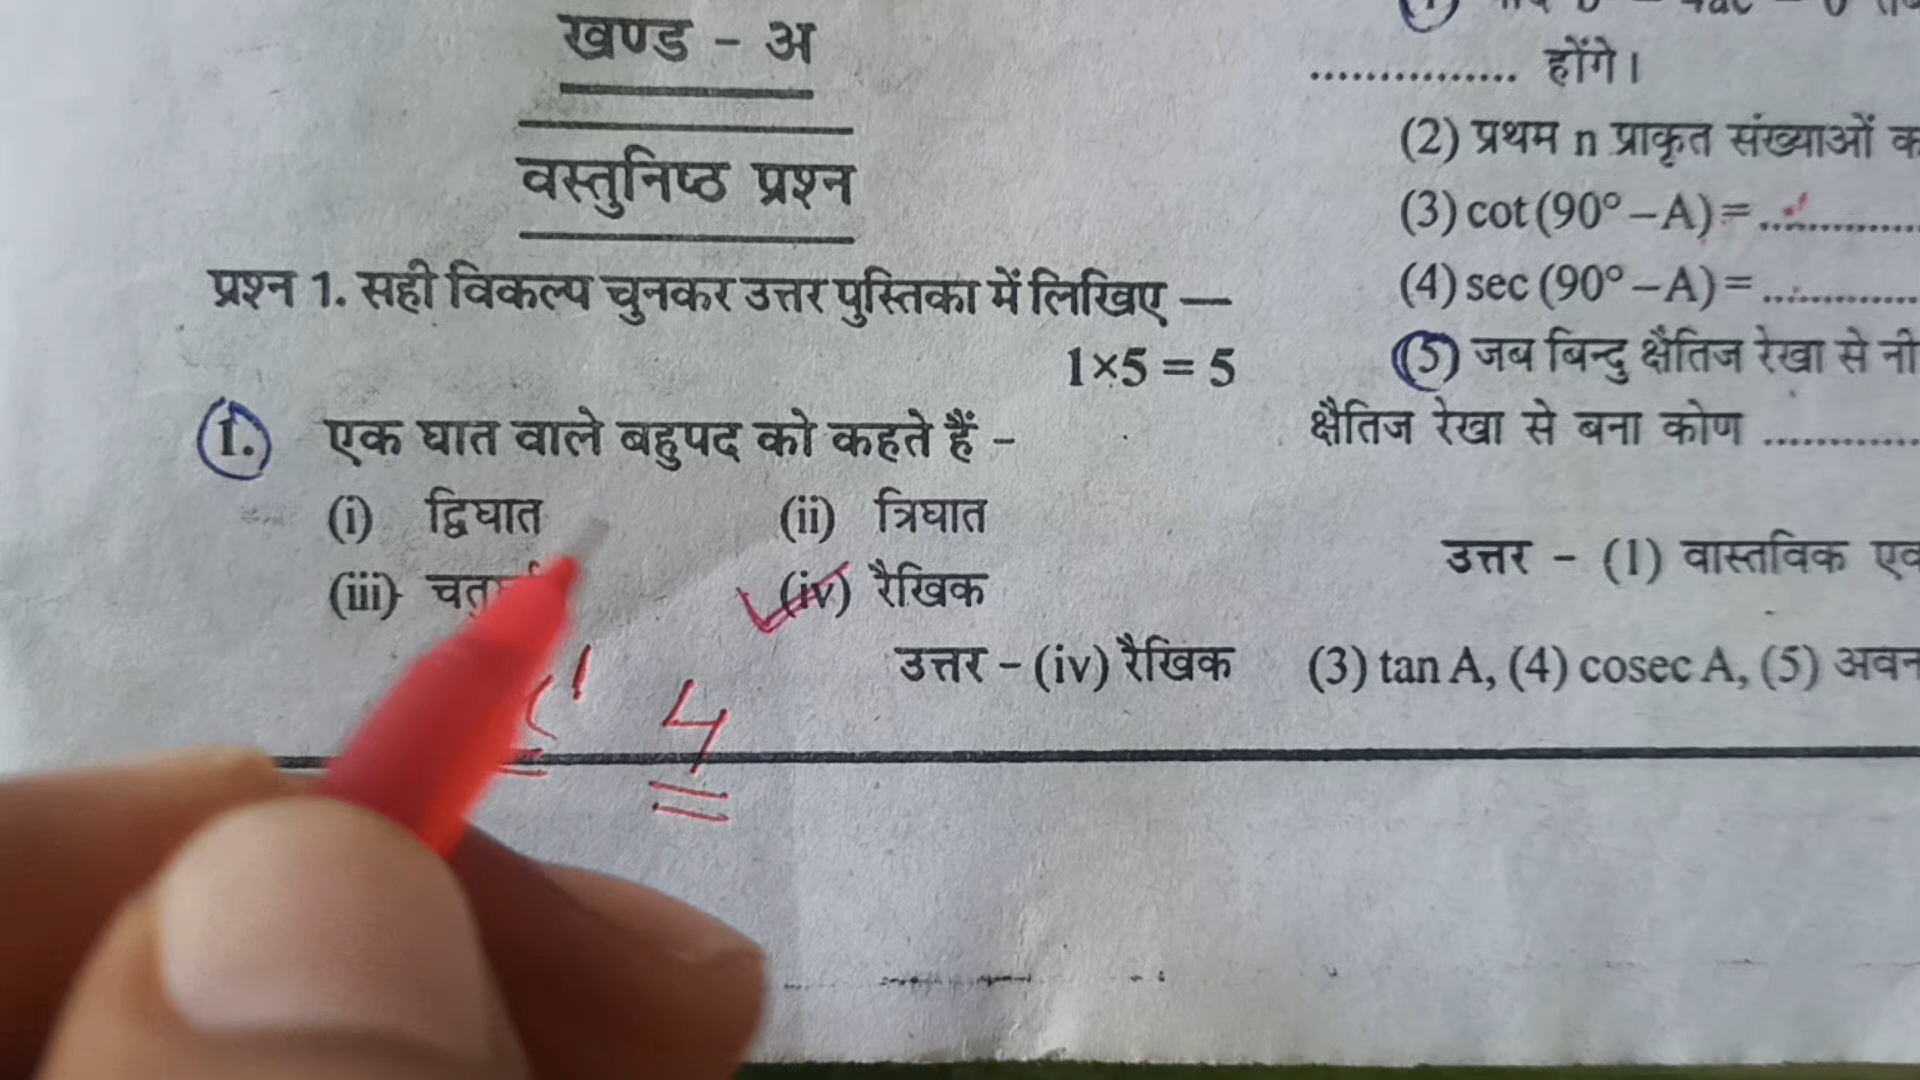 खण्ड - अ
वस्तुनिष्ठ प्रश्न
प्रश्न 1. सही विकल्प चुनकर उत्तर पुस्तिका में लिखिए —
1×5 = 5
1. एक घात वाले बहुपद को कहते हैं -
(i) द्विघात (ii) त्रिघात
(iii) (iv) रैखिक
उत्तर - (iv) रैखिक
4
होंगे।
(2) प्रथम n प्राकृत संख्याओं
(3) cot (90° – A) = ...............
(4) sec (90° – A) = ...............
(5) जब बिन्दु क्षैतिज रेखा से
क्षैतिज रेखा से बना कोण ...............
उत्तर - (1) वास्तविक
(3) tan A, (4) cosec A, (5)